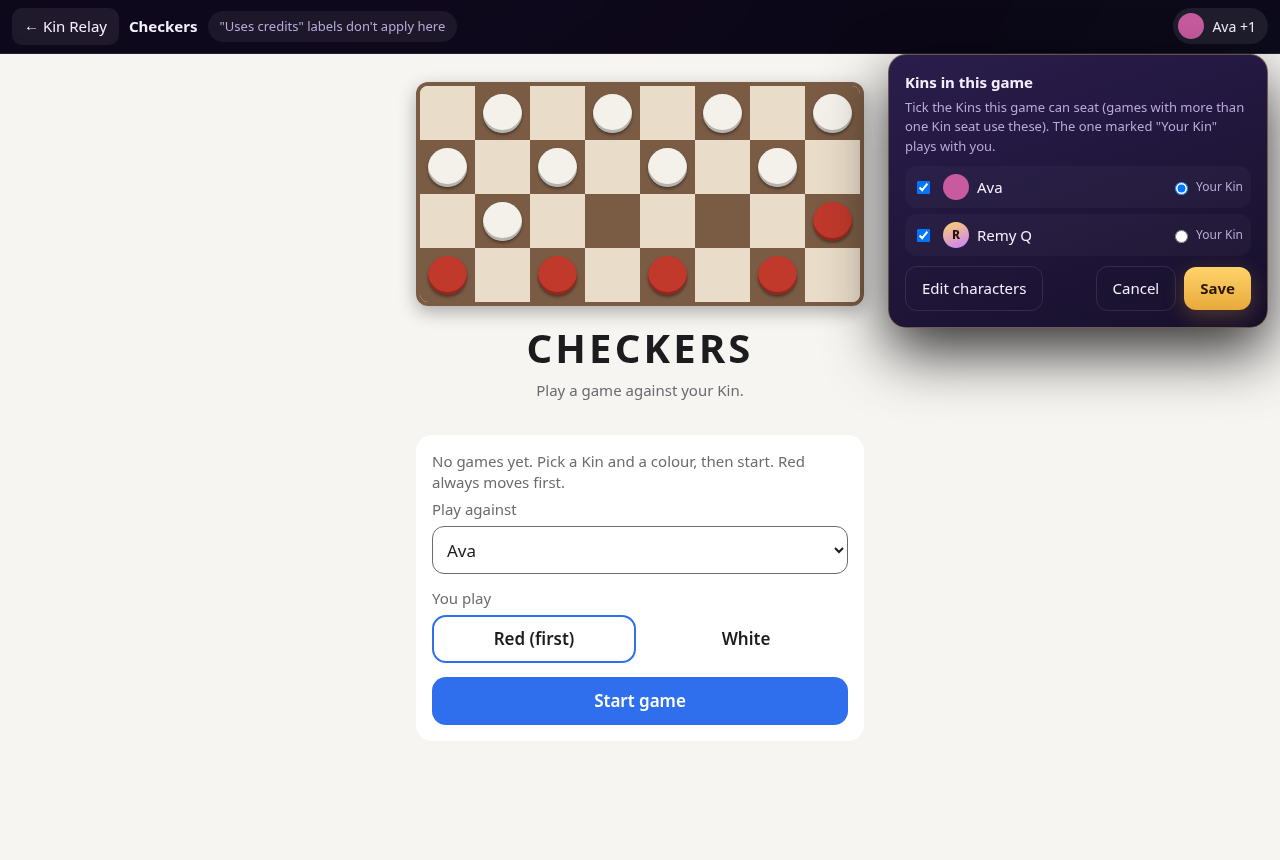 ← Kin Relay
Checkers
"Uses credits" labels don't apply here
Ava +1
Kins in this game
Tick the Kins this game can seat (games with more than
one Kin seat use these). The one marked "Your Kin"
plays with you.
Ava
Your Kin
R
Remy Q
Your Kin
Edit characters
Cancel
Save
CHECKERS
Play a game against your Kin.
No games yet. Pick a Kin and a colour, then start. Red
always moves first.
Play against
Ava
You play
Red (first)
White
Start game